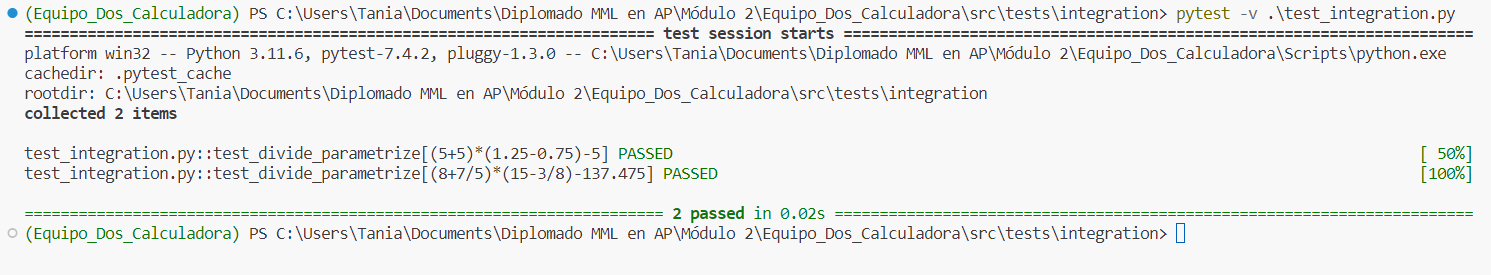 (Equipo_Dos_Calculadora) PS C:\Users\Tania\Documents\Diplomado MML en AP\Módulo 2\Equipo_Dos_Calculadora\src\tests\integration> pytest -v .\test_integration.py
====================================================================== test session starts ======================================================================
platform win32 -- Python 3.11.6, pytest-7.4.2, pluggy-1.3.0 -- C:\Users\Tania\Documents\Diplomado MML en AP\Módulo 2\Equipo_Dos_Calculadora\Scripts\python.exe
cachedir: .pytest_cache
rootdir: C:\Users\Tania\Documents\Diplomado MML en AP\Módulo 2\Equipo_Dos_Calculadora\src\tests\integration
collected 2 items
test_integration.py::test_divide_parametrize[(5+5)*(1.25-0.75)-5] PASSED [ 50%]
test_integration.py::test_divide_parametrize[(8+7/5)*(15-3/8)-137.475] PASSED [100%]
======================================================================= 2 passed in 0.02s =======================================================================
(Equipo_Dos_Calculadora) PS C:\Users\Tania\Documents\Diplomado MML en AP\Módulo 2\Equipo_Dos_Calculadora\src\tests\integration>